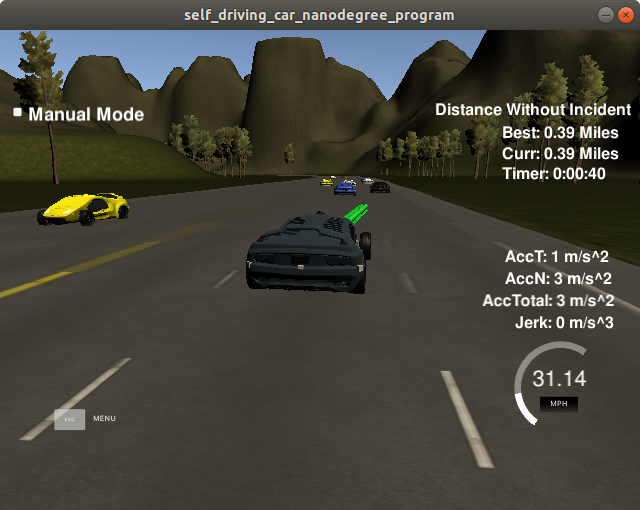 self_driving_car_nanodegree_program
Manual Mode
Distance Without Incident
Best: 0.39 Miles
Curr: 0.39 Miles
Timer: 0:00:40
AccT: 1 m/s^2
AccN: 3 m/s^2
AccTotal: 3 m/s^2
Jerk: 0 m/s^3
31.14
MPH
ESC MENU